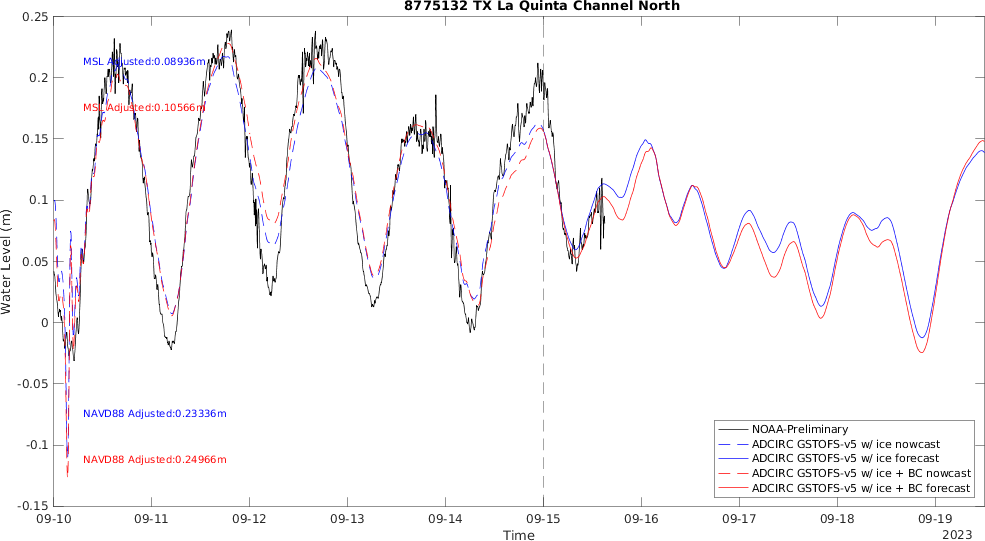 8775132 TX La Quinta Channel North
0.25
0.2
0.15
0.1
0.05
0
-0.05
-0.1
-0.15
Water Level (m)
MSL Adjusted:0.08936m
MSL Adjusted:0.10566m
NAVD88 Adjusted:0.23336m
NAVD88 Adjusted:0.24966m
NOAA-Preliminary
ADCIRC GSTOFS-v5 w/ ice nowcast
ADCIRC GSTOFS-v5 w/ ice forecast
ADCIRC GSTOFS-v5 w/ ice + BC nowcast
ADCIRC GSTOFS-v5 w/ ice + BC forecast
09-10 09-11 09-12 09-13 09-14 09-15 09-16 09-17 09-18 09-19
Time
2023